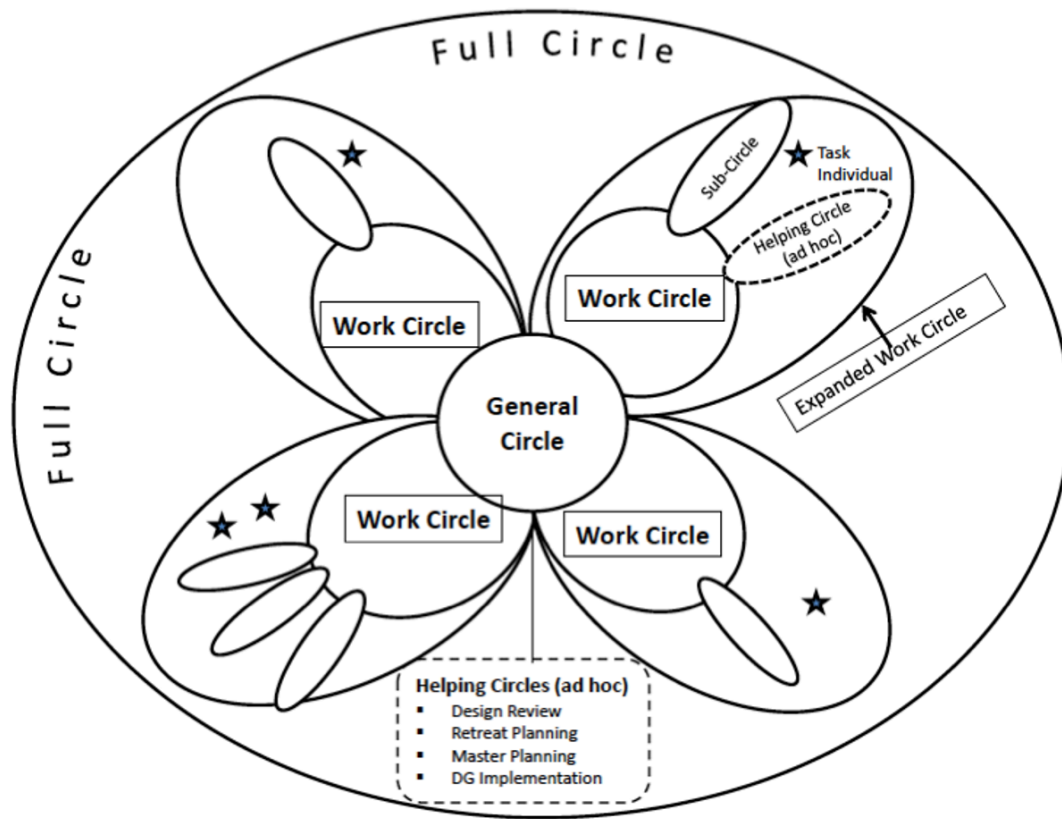 Full Circle
Full Circle
Sub-Circle
Task
Individual
Helping Circle
(ad hoc)
Work Circle
Work Circle
Expanded Work Circle
General
Circle
Work Circle
Work Circle
Helping Circles (ad hoc)
▪ Design Review
▪ Retreat Planning
▪ Master Planning
▪ DG Implementation